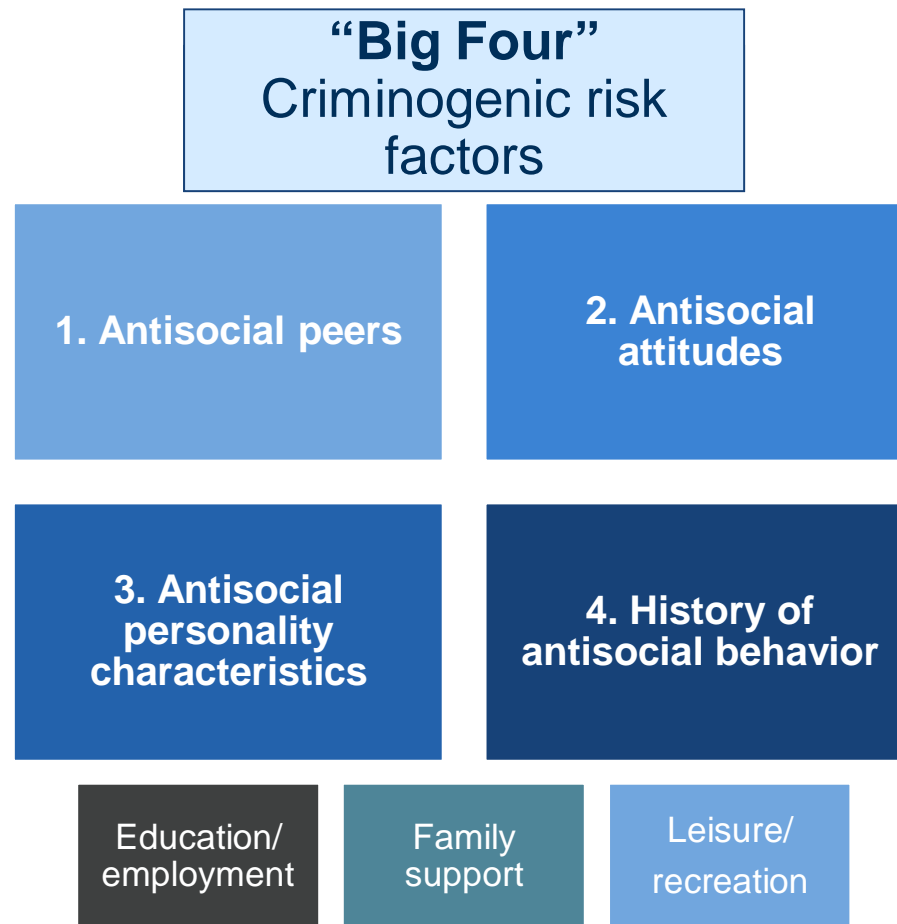 “Big Four”
Criminogenic risk
factors
1. Antisocial peers
2. Antisocial
attitudes
3. Antisocial
personality
characteristics
4. History of
antisocial behavior
Education/
employment
Family
support
Leisure/
recreation